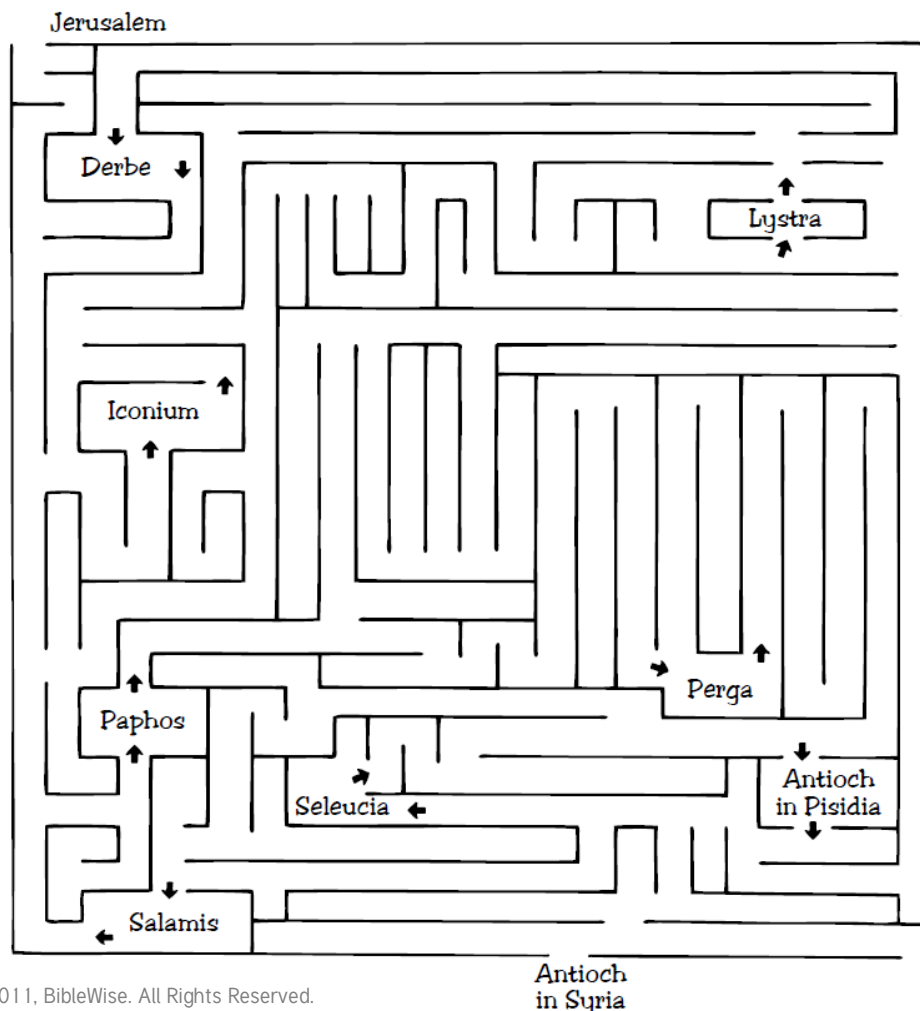 Jerusalem
Derbe
Lystra
Iconium
Perga
Paphos
Antioch
in Pisidia
Seleucia
Salamis
Antioch
in Syria
011, BibleWise. All Rights Reserved.